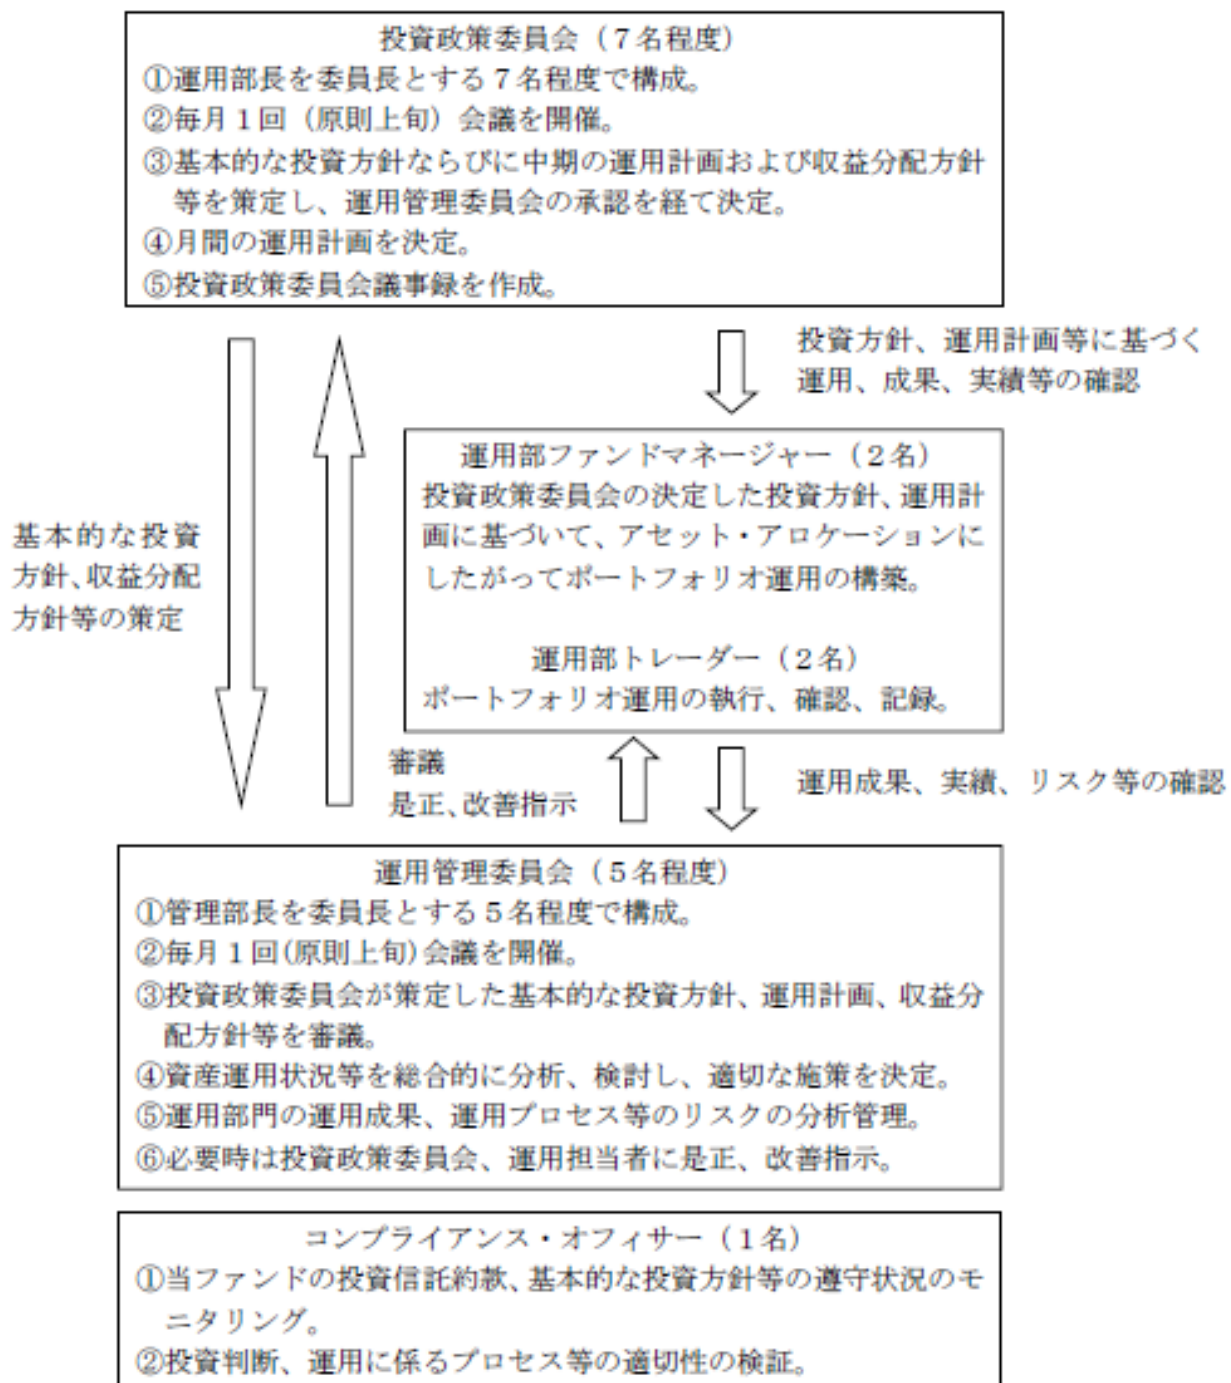 投資政策委員会（７名程度）
①運用部長を委員長とする７名程度で構成。
②毎月１回（原則上旬）会議を開催。
③基本的な投資方針ならびに中期の運用計画および収益分配方針
等を策定し、運用管理委員会の承認を経て決定。
④月間の運用計画を決定。
⑤投資政策委員会議事録を作成。
投資方針、運用計画等に基づく
運用、成果、実績等の確認
運用部ファンドマネージャー（２名）
投資政策委員会の決定した投資方針、運用計
画に基づいて、アセット・アロケーションに
したがってポートフォリオ運用の構築。
運用部トレーダー（２名）
ポートフォリオ運用の執行、確認、記録。
基本的な投資
方針、収益分配
方針等の策定
審議
是正、改善指示
運用成果、実績、リスク等の確認
運用管理委員会（５名程度）
①管理部長を委員長とする５名程度で構成。
②毎月１回(原則上旬)会議を開催。
③投資政策委員会が策定した基本的な投資方針、運用計画、収益分
配方針等を審議。
④資産運用状況等を総合的に分析、検討し、適切な施策を決定。
⑤運用部門の運用成果、運用プロセス等のリスクの分析管理。
⑥必要時は投資政策委員会、運用担当者に是正、改善指示。
コンプライアンス・オフィサー（１名）
①当ファンドの投資信託約款、基本的な投資方針等の遵守状況のモ
ニタリング。
②投資判断、運用に係るプロセス等の適切性の検証。